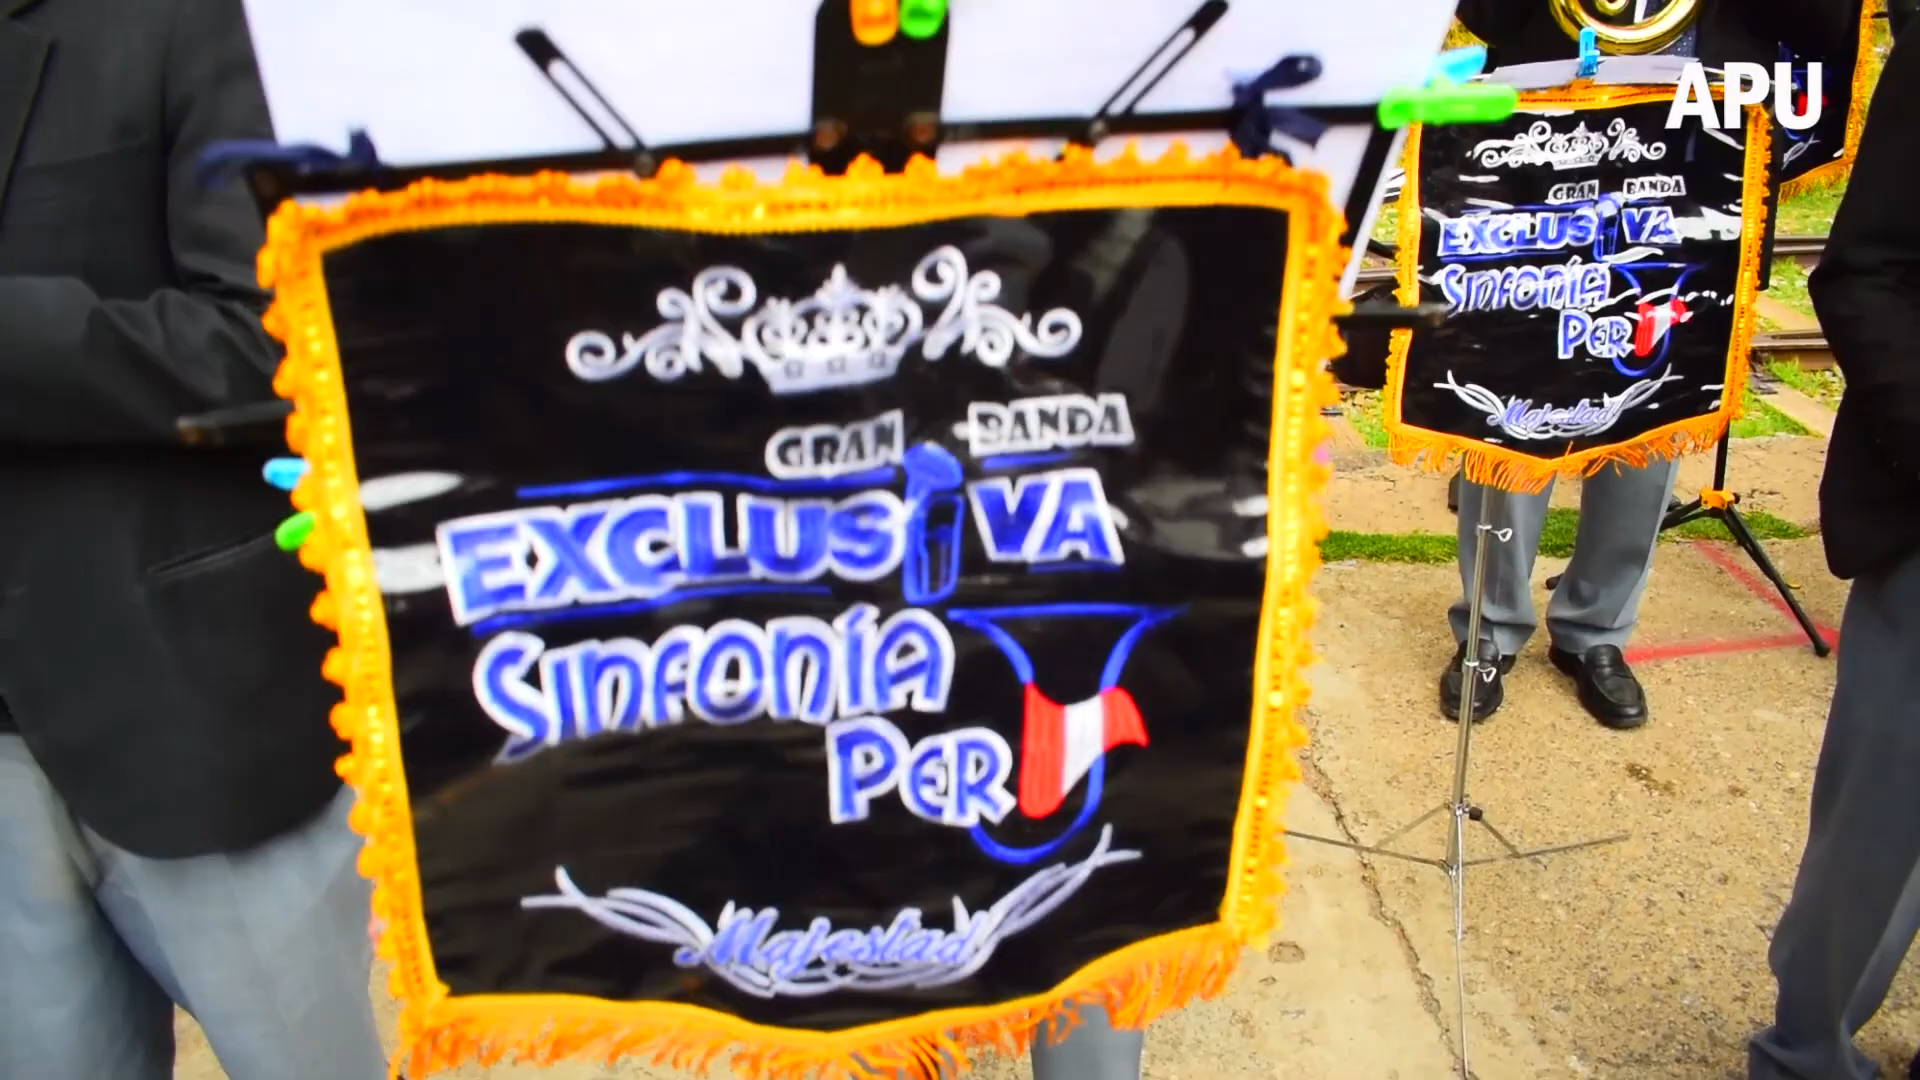 APU
GRAN BANDA
EXCLUSIVA
SINFONÍA
PERU
Majestad
GRAN BANDA
EXCLUSIVA
SINFONÍA
PERU
Majestad